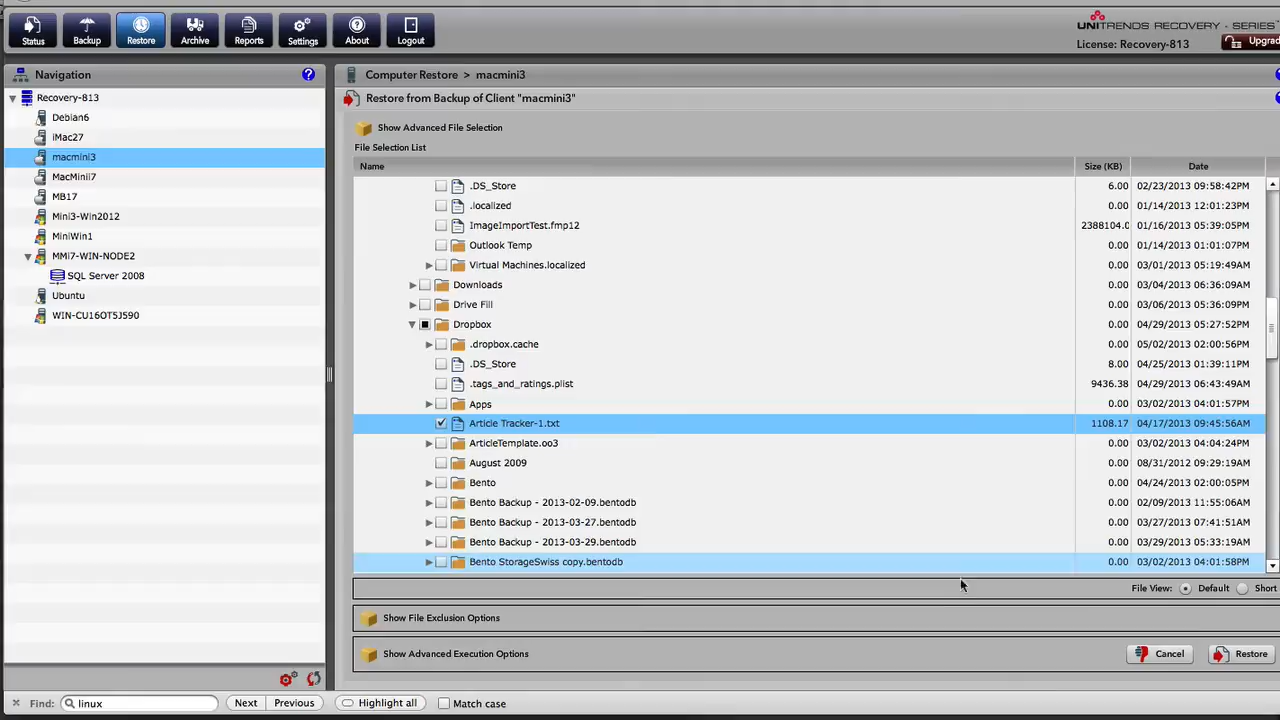 Status
Backup
Restore
Archive
Reports
Settings
About
Logout
UNITRENDS RECOVERY - SERIES
License: Recovery-813
Navigation
Recovery-813
Debian6
iMac27
macmini3
MacMinii7
MB17
Mini3-Win2012
MiniWin1
MMi7-WIN-NODE2
SQL Server 2008
Ubuntu
WIN-CU16OT5J590
Computer Restore > macmini3
Restore from Backup of Client "macmini3"
Show Advanced File Selection
File Selection List
Name Size (KB) Date
.DS_Store 6.00 02/23/2013 09:58:42PM
.localized 0.00 01/14/2013 12:01:23PM
ImageImportTest.fmp12 2388104.0 01/16/2013 05:39:05PM
Outlook Temp 0.00 01/14/2013 01:01:07PM
Virtual Machines.localized 0.00 03/01/2013 05:19:49AM
Downloads 0.00 03/04/2013 06:36:09AM
Drive Fill 0.00 03/06/2013 05:36:09PM
Dropbox 0.00 04/29/2013 05:27:52PM
.dropbox.cache 0.00 05/02/2013 02:00:56PM
.DS_Store 8.00 04/25/2013 01:39:11PM
.tags_and_ratings.plist 9436.38 04/29/2013 06:43:49AM
Apps 0.00 03/02/2013 04:01:57PM
Article Tracker-1.txt 1108.17 04/17/2013 09:45:56AM
ArticleTemplate.oo3 0.00 03/02/2013 04:04:24PM
August 2009 0.00 08/31/2012 09:29:19AM
Bento 0.00 04/24/2013 02:00:05PM
Bento Backup - 2013-02-09.bentodb 0.00 02/09/2013 11:55:06AM
Bento Backup - 2013-03-27.bentodb 0.00 03/27/2013 07:41:51AM
Bento Backup - 2013-03-29.bentodb 0.00 03/29/2013 05:33:19AM
Bento StorageSwiss copy.bentodb 0.00 03/02/2013 04:01:58PM
File View: Default Short
Show File Exclusion Options
Show Advanced Execution Options
Cancel
Restore
Find: linux Next Previous Highlight all Match case